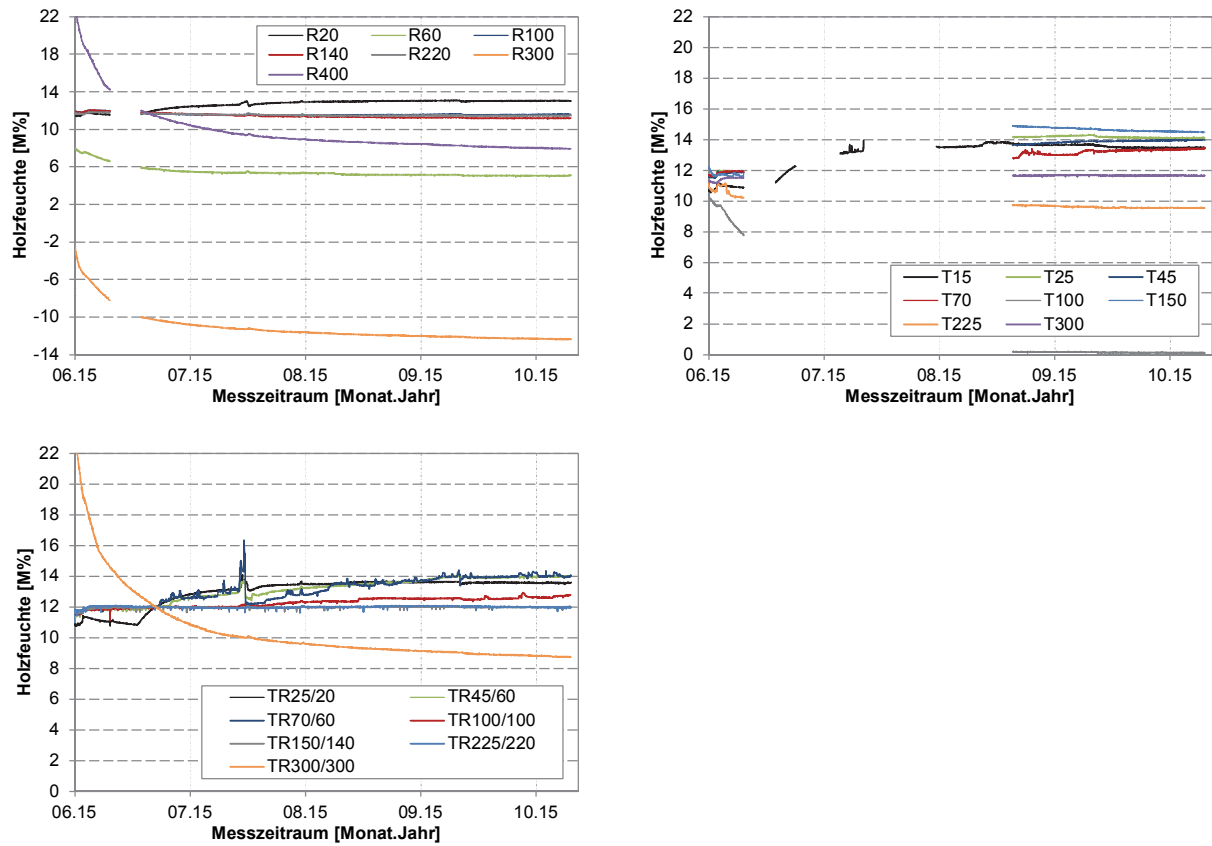 22
18
14
10
6
2
-2
-6
-10
-14
Holzfeuchte [M%]
R20 R60 R100
R140 R220 R300
R400
06.15 07.15 08.15 09.15 10.15
Messzeitraum [Monat.Jahr]
22
20
18
16
14
12
10
8
6
4
2
0
Holzfeuchte [M%]
T15 T25 T45
T70 T100 T150
T225 T300
06.15 07.15 08.15 09.15 10.15
Messzeitraum [Monat.Jahr]
22
20
18
16
14
12
10
8
6
4
2
0
Holzfeuchte [M%]
TR25/20 TR45/60
TR70/60 TR100/100
TR150/140 TR225/220
TR300/300
06.15 07.15 08.15 09.15 10.15
Messzeitraum [Monat.Jahr]